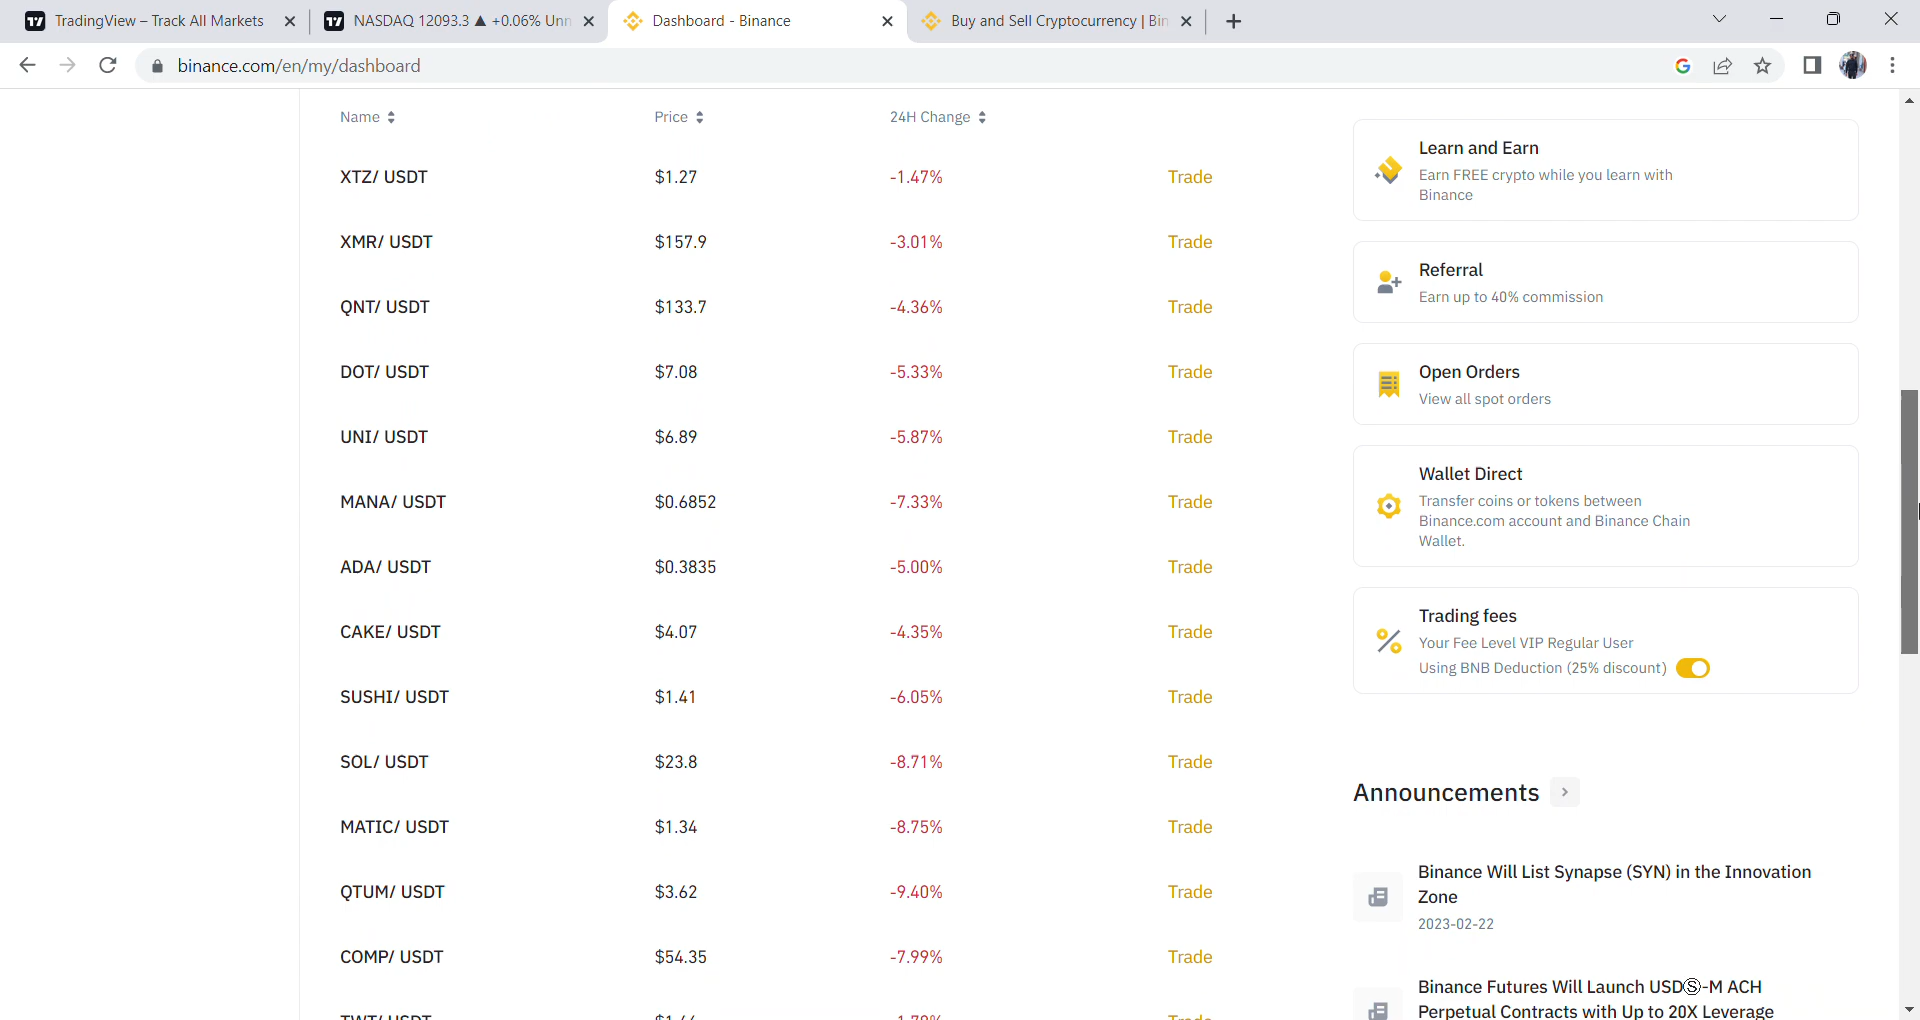 TradingView – Track All Markets
NASDAQ 12093.3 ▲ +0.06% Unn
Dashboard - Binance
Buy and Sell Cryptocurrency | Bin
binance.com/en/my/dashboard
Name Price 24H Change
XTZ/ USDT $1.27 -1.47% Trade
XMR/ USDT $157.9 -3.01% Trade
QNT/ USDT $133.7 -4.36% Trade
DOT/ USDT $7.08 -5.33% Trade
UNI/ USDT $6.89 -5.87% Trade
MANA/ USDT $0.6852 -7.33% Trade
ADA/ USDT $0.3835 -5.00% Trade
CAKE/ USDT $4.07 -4.35% Trade
SUSHI/ USDT $1.41 -6.05% Trade
SOL/ USDT $23.8 -8.71% Trade
MATIC/ USDT $1.34 -8.75% Trade
QTUM/ USDT $3.62 -9.40% Trade
COMP/ USDT $54.35 -7.99% Trade
Learn and Earn
Earn FREE crypto while you learn with
Binance
Referral
Earn up to 40% commission
Open Orders
View all spot orders
Wallet Direct
Transfer coins or tokens between
Binance.com account and Binance Chain
Wallet.
Trading fees
Your Fee Level VIP Regular User
Using BNB Deduction (25% discount)
Announcements
Binance Will List Synapse (SYN) in the Innovation
Zone
2023-02-22
Binance Futures Will Launch USDⓈ-M ACH
Perpetual Contracts with Up to 20X Leverage